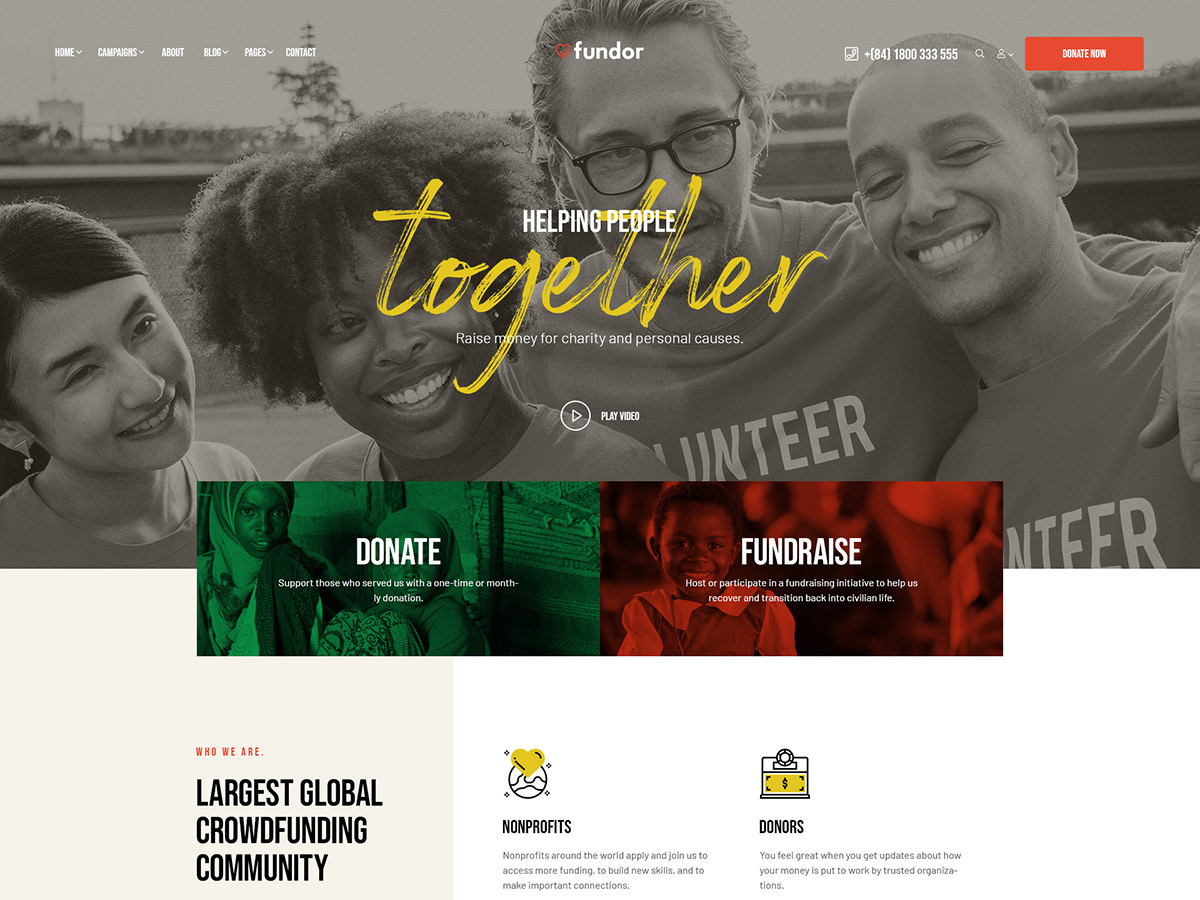 HOME CAMPAIGNS ABOUT BLOG PAGES CONTACT
fundor
+(84) 1800 333 555
DONATE NOW
HELPING PEOPLE
together
Raise money for charity and personal causes.
PLAY VIDEO
VOLUNTEER
NTEER
DONATE
Support those who served us with a one-time or month-
ly donation.
FUNDRAISE
Host or participate in a fundraising initiative to help us
recover and transition back into civilian life.
WHO WE ARE.
LARGEST GLOBAL
CROWDFUNDING
COMMUNITY
NONPROFITS
Nonprofits around the world apply and join us to
access more funding, to build new skills, and to
make important connections.
DONORS
You feel great when you get updates about how
your money is put to work by trusted organiza-
tions.